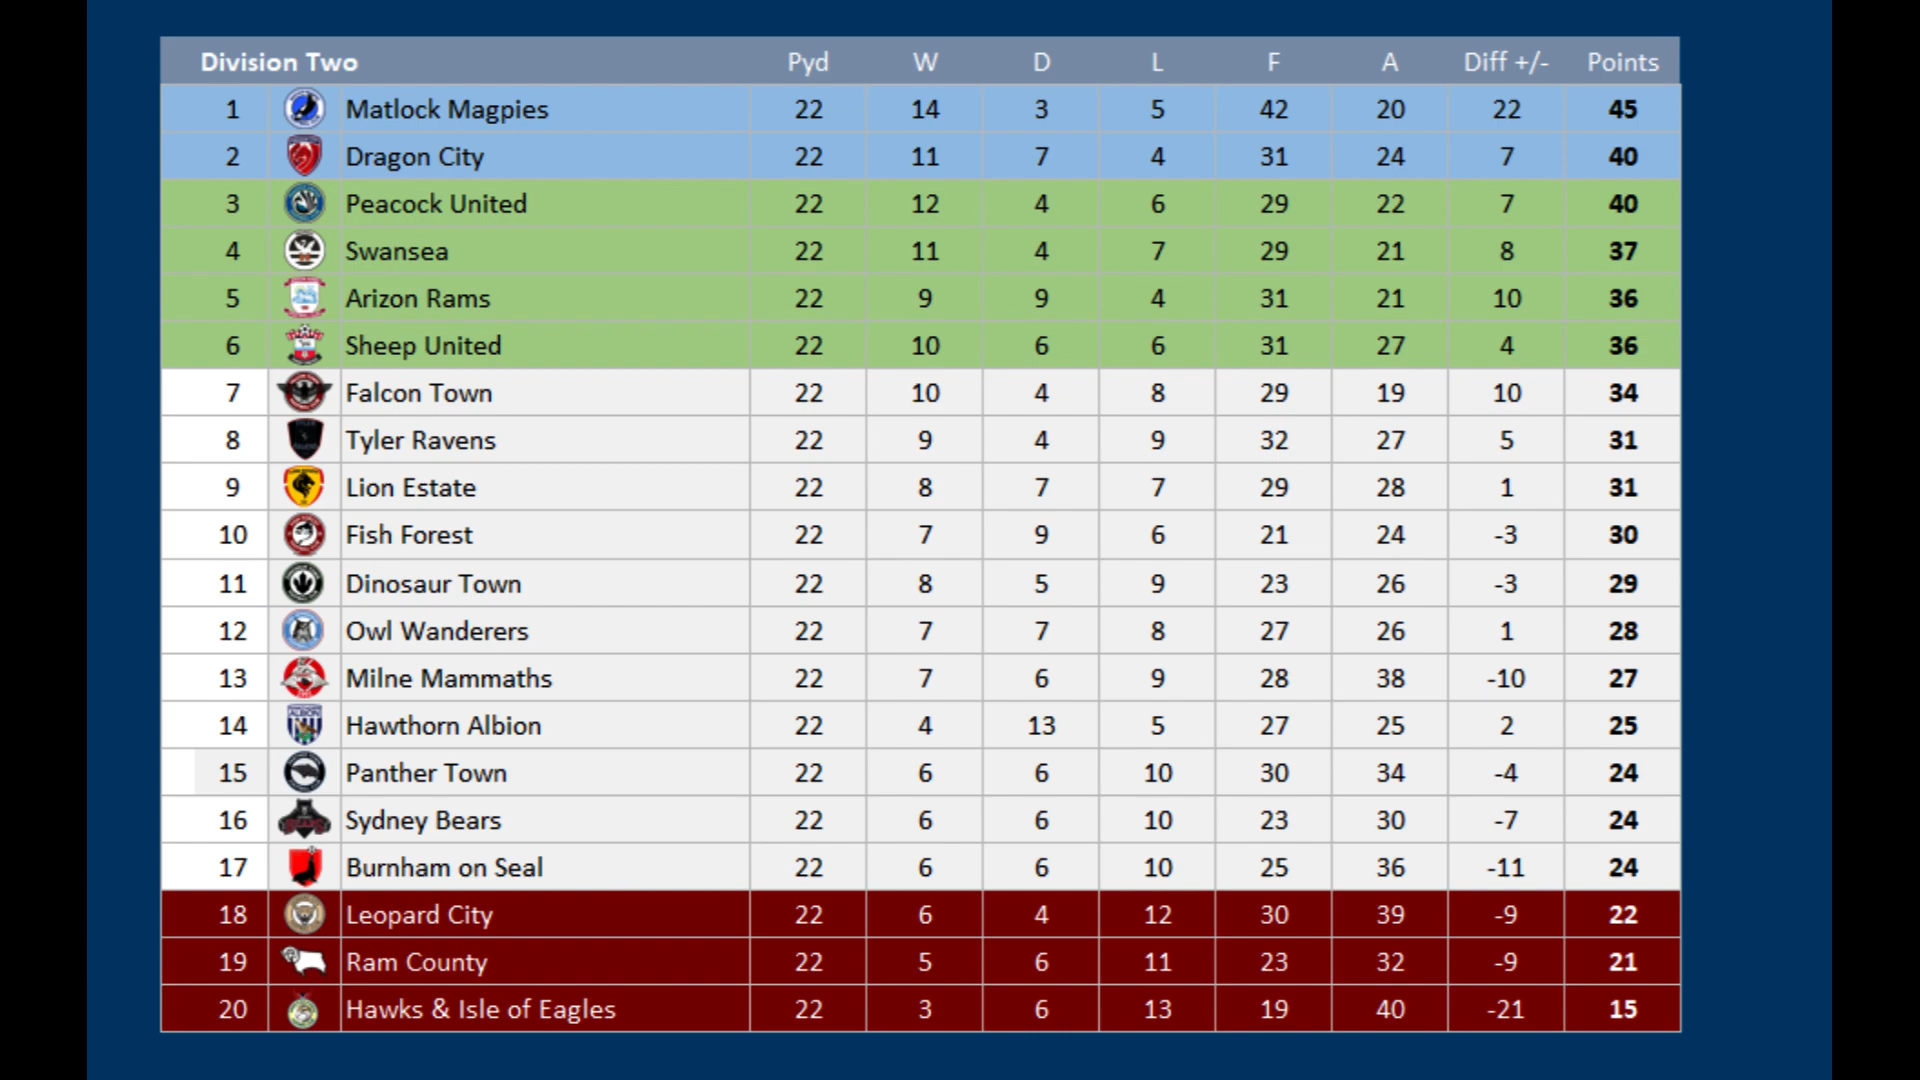 Division Two Pyd W D L F A Diff +/- Points
1 Matlock Magpies 22 14 3 5 42 20 22 45
2 Dragon City 22 11 7 4 31 24 7 40
3 Peacock United 22 12 4 6 29 22 7 40
4 Swansea 22 11 4 7 29 21 8 37
5 Arizon Rams 22 9 9 4 31 21 10 36
6 Sheep United 22 10 6 6 31 27 4 36
7 Falcon Town 22 10 4 8 29 19 10 34
8 Tyler Ravens 22 9 4 9 32 27 5 31
9 Lion Estate 22 8 7 7 29 28 1 31
10 Fish Forest 22 7 9 6 21 24 -3 30
11 Dinosaur Town 22 8 5 9 23 26 -3 29
12 Owl Wanderers 22 7 7 8 27 26 1 28
13 Milne Mammaths 22 7 6 9 28 38 -10 27
14 Hawthorn Albion 22 4 13 5 27 25 2 25
15 Panther Town 22 6 6 10 30 34 -4 24
16 Sydney Bears 22 6 6 10 23 30 -7 24
17 Burnham on Seal 22 6 6 10 25 36 -11 24
18 Leopard City 22 6 4 12 30 39 -9 22
19 Ram County 22 5 6 11 23 32 -9 21
20 Hawks & Isle of Eagles 22 3 6 13 19 40 -21 15